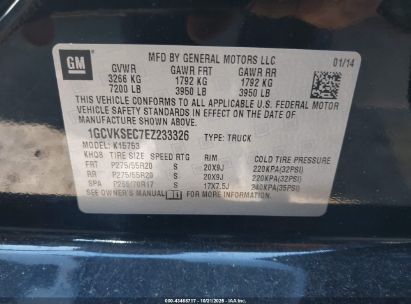 GM
MFD BY GENERAL MOTORS LLC
01/14
GVWR GAWR FRT GAWR RR
3266 KG 1792 KG 1792 KG
7200 LB 3950 LB 3950 LB
THIS VEHICLE CONFORMS TO ALL APPLICABLE U.S. FEDERAL MOTOR
VEHICLE SAFETY STANDARDS IN EFFECT ON THE DATE OF
MANUFACTURE SHOWN ABOVE.
1GCVKSEC7EZ233326 TYPE: TRUCK
MODEL: K15753
KHQS TIRE SIZE SPEED RTG RIM COLD TIRE PRESSURE
FRT P275/55R20 S 20X9J 220KPA(32PSI)
RR P275/55R20 S 20X9J 220KPA(32PSI)
SPA P265/70R17 S 17X7.5J 240KPA(35PSI)
SEE OWNER'S MANUAL FOR MORE INFORMATION.